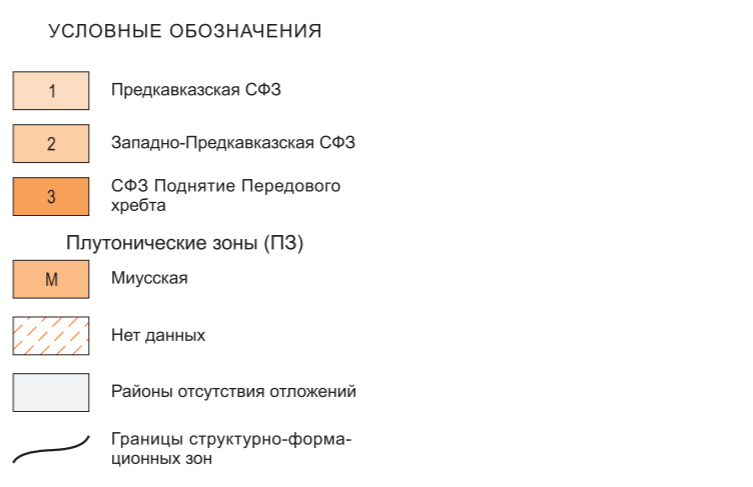 УСЛОВНЫЕ ОБОЗНАЧЕНИЯ
1 Предкавказская СФЗ
2 Западно-Предкавказская СФЗ
3 СФЗ Поднятие Передового
хребта
Плутонические зоны (ПЗ)
М Миусская
Нет данных
Районы отсутствия отложений
Границы структурно-форма-
ционных зон